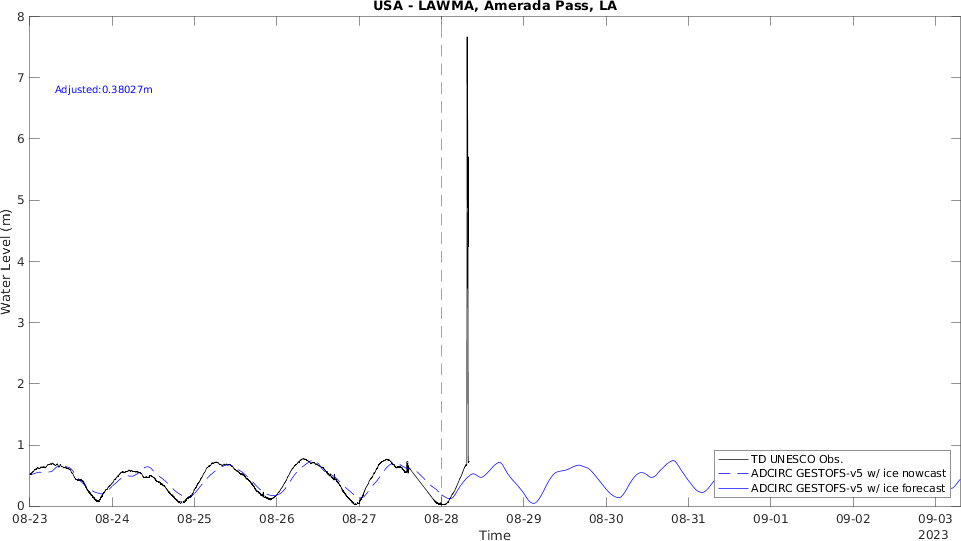 USA - LAWMA, Amerada Pass, LA
8
7
Adjusted:0.38027m
6
5
4
3
2
1
0
Water Level (m)
TD UNESCO Obs.
ADCIRC GESTOFS-v5 w/ ice nowcast
ADCIRC GESTOFS-v5 w/ ice forecast
08-23 08-24 08-25 08-26 08-27 08-28 08-29 08-30 08-31 09-01 09-02 09-03
Time
2023